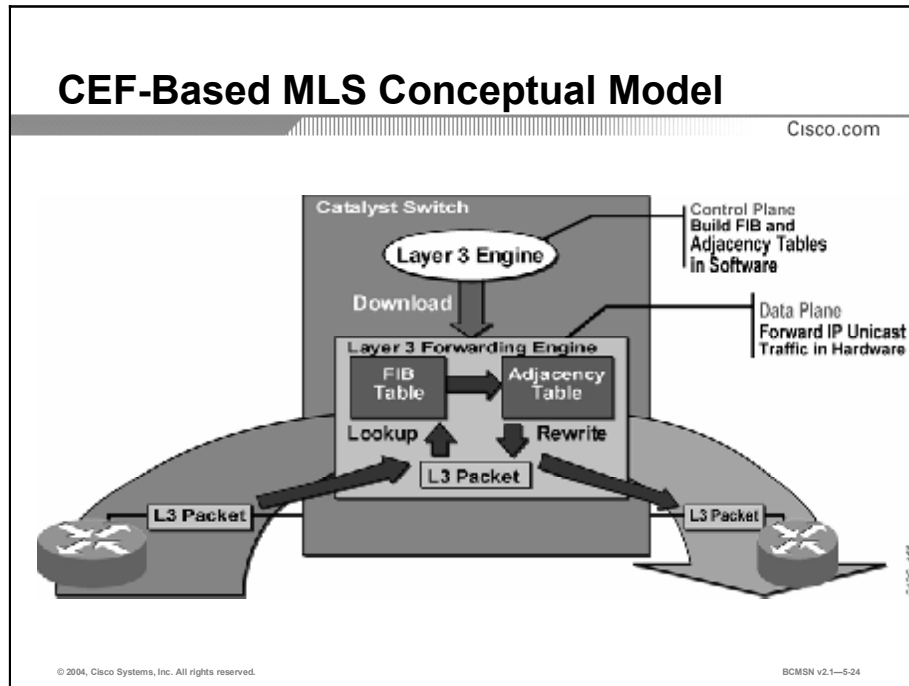 CEF-Based MLS Conceptual Model
Cisco.com
Catalyst Switch
Layer 3 Engine
Control Plane
Build FIB and
Adjacency Tables
in Software
Download
Data Plane
Forward IP Unicast
Traffic in Hardware
Layer 3 Forwarding Engine
FIB
Table
Adjacency
Table
Lookup
Rewrite
L3 Packet
L3 Packet
L3 Packet
© 2004, Cisco Systems, Inc. All rights reserved.
BCMSN v2.1—5-24